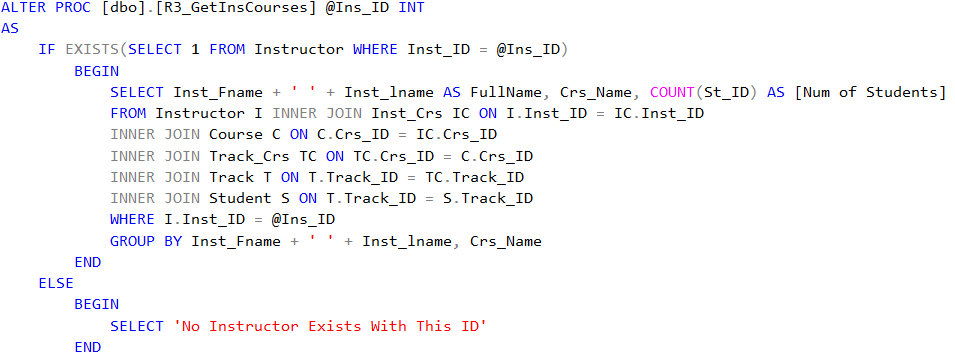 ALTER PROC [dbo].[R3_GetInsCourses] @Ins_ID INT
AS
    IF EXISTS(SELECT 1 FROM Instructor WHERE Inst_ID = @Ins_ID)
        BEGIN
            SELECT Inst_Fname + ' ' + Inst_lname AS FullName, Crs_Name, COUNT(St_ID) AS [Num of Students]
            FROM Instructor I INNER JOIN Inst_Crs IC ON I.Inst_ID = IC.Inst_ID
            INNER JOIN Course C ON C.Crs_ID = IC.Crs_ID
            INNER JOIN Track_Crs TC ON TC.Crs_ID = C.Crs_ID
            INNER JOIN Track T ON T.Track_ID = TC.Track_ID
            INNER JOIN Student S ON T.Track_ID = S.Track_ID
            WHERE I.Inst_ID = @Ins_ID
            GROUP BY Inst_Fname + ' ' + Inst_lname, Crs_Name
        END
    ELSE
        BEGIN
            SELECT 'No Instructor Exists With This ID'
        END